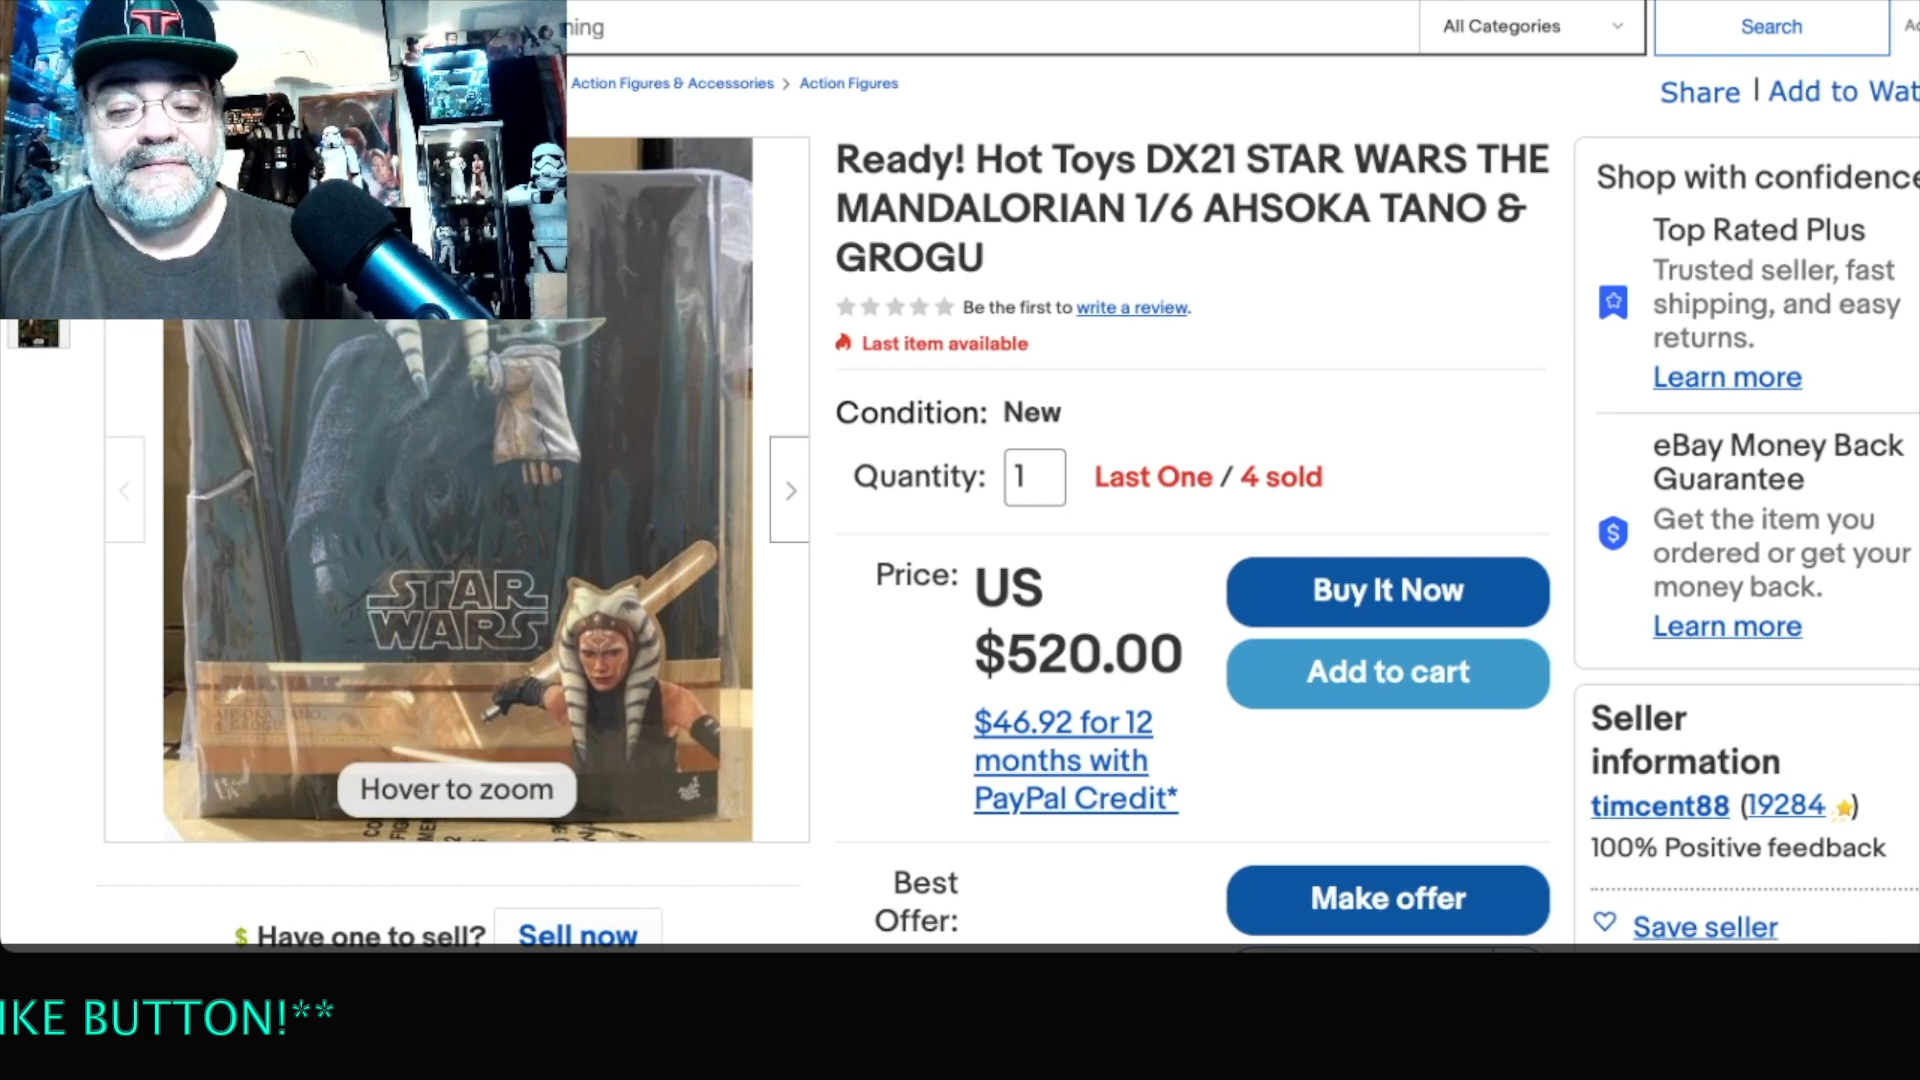 ning
All Categories
Search
Action Figures & Accessories > Action Figures
Share | Add to Wat
Ready! Hot Toys DX21 STAR WARS THE
MANDALORIAN 1/6 AHSOKA TANO &
GROGU
Be the first to write a review.
Last item available
Condition: New
Quantity: 1 Last One / 4 sold
Price: US
$520.00
Buy It Now
Add to cart
$46.92 for 12
months with
PayPal Credit*
Best
Offer:
Make offer
Shop with confidence
Top Rated Plus
Trusted seller, fast
shipping, and easy
returns.
Learn more
eBay Money Back
Guarantee
Get the item you
ordered or get your
money back.
Learn more
Seller
information
timcent88 (19284)
100% Positive feedback
Save seller
STAR
WARS
STAR WARS
AHSOKA TANO
& GROGU
Hover to zoom
$ Have one to sell? Sell now
IKE BUTTON!**